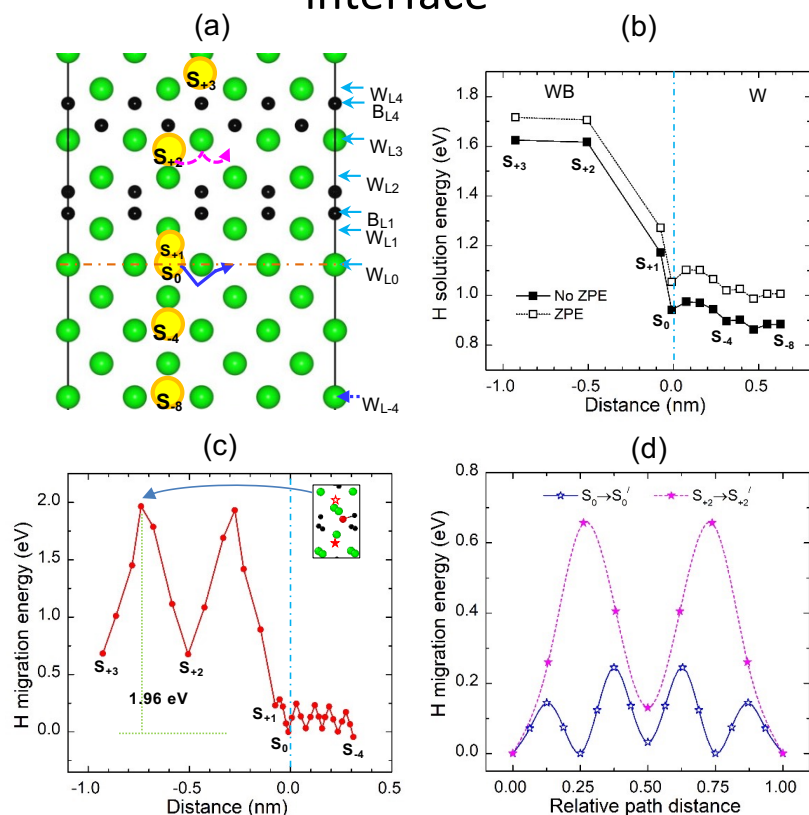 interface
(a)
S+3
WL4
BL4
S+2
WL3
WL2
BL1
WL1
S+1
S0
WL0
S-4
S-8
WL-4
(b)
WB
W
1.8
1.6
1.4
1.2
1.0
0.8
H solution energy (eV)
S+3
S+2
S+1
S0
S-4
S-8
No ZPE
ZPE
-1.0
-0.5
0.0
0.5
Distance (nm)
(c)
2.0
1.5
1.0
0.5
0.0
H migration energy (eV)
S+3
S+2
1.96 eV
S+1
S0
S-4
-1.0
-0.5
0.0
0.5
Distance (nm)
(d)
0.8
0.6
0.4
0.2
0.0
H migration energy (eV)
S0→S0/
S+2→S+2/
0.00
0.25
0.50
0.75
1.00
Relative path distance